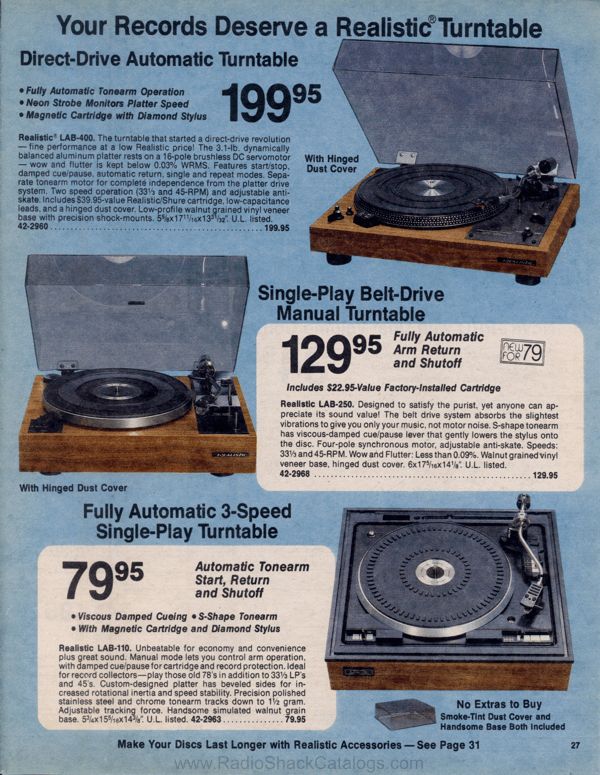 Your Records Deserve a Realistic® Turntable
Direct-Drive Automatic Turntable
• Fully Automatic Tonearm Operation
• Neon Strobe Monitors Platter Speed
• Magnetic Cartridge with Diamond Stylus
199 95
Realistic® LAB-400. The turntable that started a direct-drive revolution
— fine performance at a low Realistic price! The 3.1-lb. dynamically
balanced aluminum platter rests on a 16-pole brushless DC servomotor
— wow and flutter is kept below 0.03% WRMS. Features start/stop,
damped cue/pause, automatic return, single and repeat modes. Sepa-
rate tonearm motor for complete independence from the platter drive
system. Two speed operation (33⅓ and 45-RPM) and adjustable anti-
skate. Includes $39.95-value Realistic/Shure cartridge, low-capacitance
leads, and a hinged dust cover. Low-profile walnut grained vinyl veneer
base with precision shock-mounts. U.L. listed.
42-2960 . . . . . . . . . . . . . . . . . . . . . . . . . . . . . . 199.95
With Hinged
Dust Cover
Single-Play Belt-Drive
Manual Turntable
129 95
Fully Automatic
Arm Return
and Shutoff
NEW FOR '79
Includes $22.95-Value Factory-Installed Cartridge
Realistic LAB-250. Designed to satisfy the purist, yet anyone can ap-
preciate its sound value! The belt drive system absorbs the slightest
vibrations to give you only your music, not motor noise. S-shape tonearm
has viscous-damped cue/pause lever that gently lowers the stylus onto
the disc. Four-pole synchronous motor, adjustable anti-skate. Speeds:
33⅓ and 45-RPM. Wow and Flutter: Less than 0.09%. Walnut grained vinyl
veneer base, hinged dust cover. 6x17⁵/₁₆x14⅛". U.L. listed.
42-2968 . . . . . . . . . . . . . . . . . . . . . . . . . . . . . . 129.95
REALISTIC
With Hinged Dust Cover
Fully Automatic 3-Speed
Single-Play Turntable
79 95
Automatic Tonearm
Start, Return
and Shutoff
• Viscous Damped Cueing • S-Shape Tonearm
• With Magnetic Cartridge and Diamond Stylus
Realistic LAB-110. Unbeatable for economy and convenience
plus great sound. Manual mode lets you control arm operation,
with damped cue/pause for cartridge and record protection. Ideal
for record collectors—play those old 78's in addition to 33⅓ LP's
and 45's. Custom-designed platter has beveled sides for in-
creased rotational inertia and speed stability. Precision polished
stainless steel and chrome tonearm tracks down to 1½ gram.
Adjustable tracking force. Handsome simulated walnut grain
base. U.L. listed. 42-2963 . . . . . . . . . . . . 79.95
No Extras to Buy
Smoke-Tint Dust Cover and
Handsome Base Both Included
Make Your Discs Last Longer with Realistic Accessories — See Page 31
27
www.RadioShackCatalogs.com